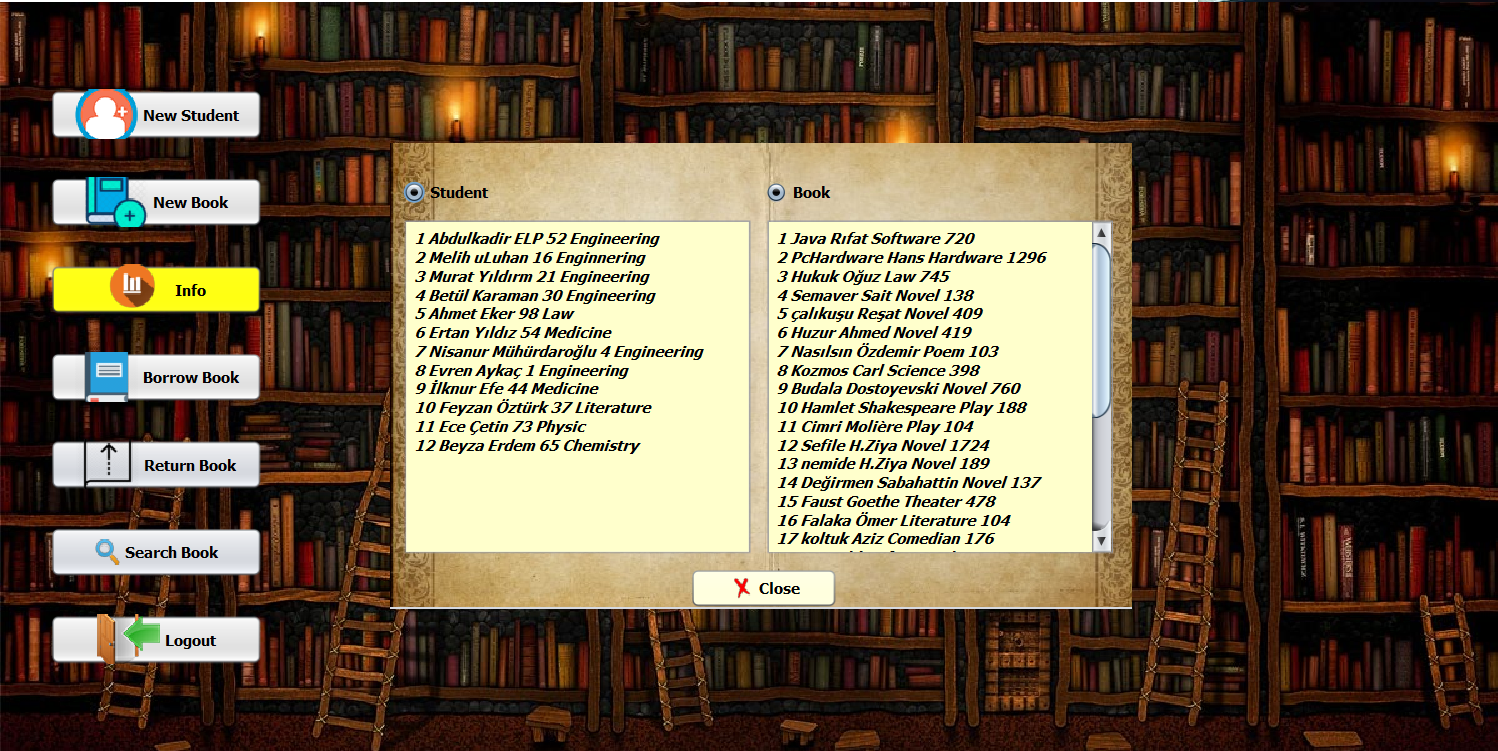 New Student
New Book
Info
Borrow Book
Return Book
Search Book
Logout
Student
1 Abdulkadir ELP 52 Engineering
2 Melih uLuhan 16 Enginnering
3 Murat Yıldırm 21 Engineering
4 Betül Karaman 30 Engineering
5 Ahmet Eker 98 Law
6 Ertan Yıldız 54 Medicine
7 Nisanur Mühürdaroğlu 4 Engineering
8 Evren Aykaç 1 Engineering
9 İlknur Efe 44 Medicine
10 Feyzan Öztürk 37 Literature
11 Ece Çetin 73 Physic
12 Beyza Erdem 65 Chemistry
Book
1 Java Rıfat Software 720
2 PcHardware Hans Hardware 1296
3 Hukuk Oğuz Law 745
4 Semaver Sait Novel 138
5 çalıkuşu Reşat Novel 409
6 Huzur Ahmed Novel 419
7 Nasılsın Özdemir Poem 103
8 Kozmos Carl Science 398
9 Budala Dostoyevski Novel 760
10 Hamlet Shakespeare Play 188
11 Cimri Molière Play 104
12 Sefile H.Ziya Novel 1724
13 nemide H.Ziya Novel 189
14 Değirmen Sabahattin Novel 137
15 Faust Goethe Theater 478
16 Falaka Ömer Literature 104
17 koltuk Aziz Comedian 176
X Close